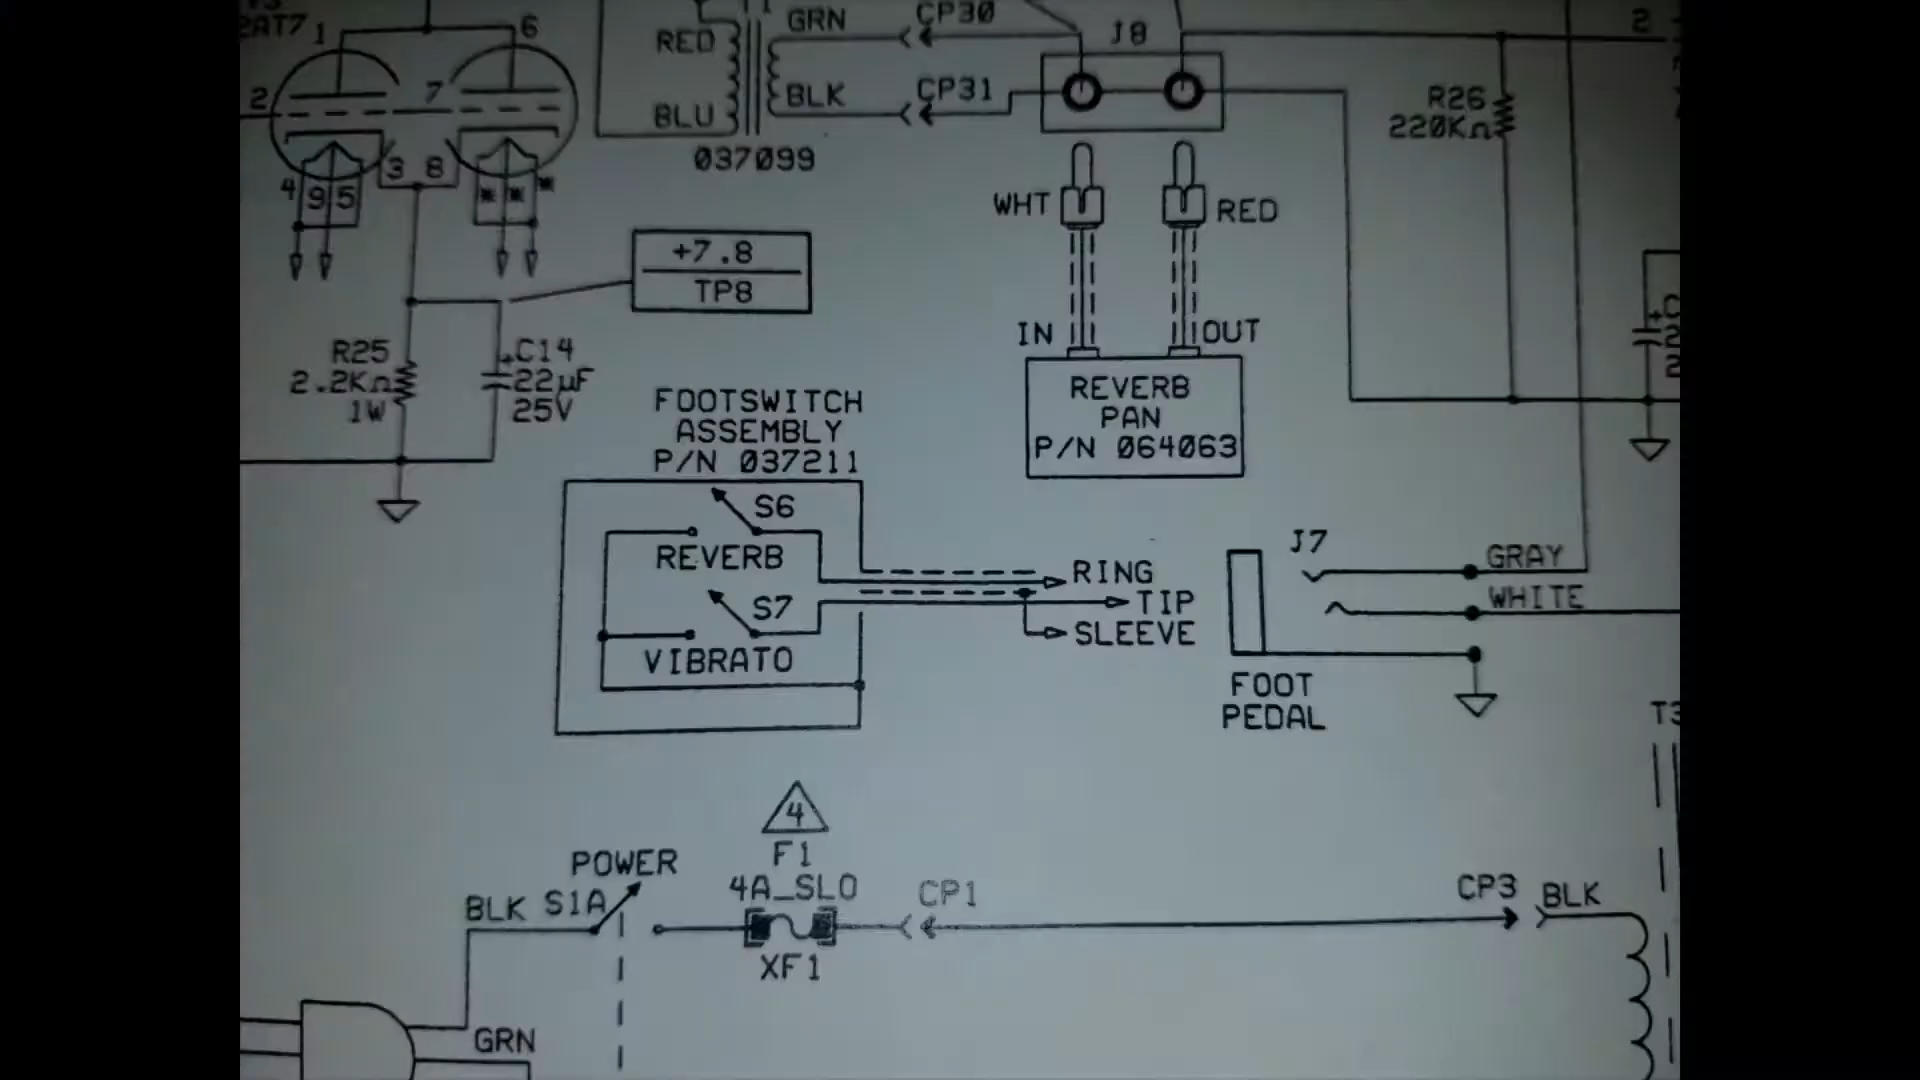 2AT7
1
6
2
7
3
8
4
9
5
*
*
*
RED
BLU
GRN
BLK
037099
CP30
CP31
J8
2
R26
220KΩ
WHT
RED
IN
OUT
REVERB
PAN
P/N 064063
+7.8
TP8
R25
2.2KΩ
1W
+
C14
22µF
25V
FOOTSWITCH
ASSEMBLY
P/N 037211
S6
REVERB
S7
VIBRATO
RING
TIP
SLEEVE
J7
GRAY
WHITE
FOOT
PEDAL
+
T3
4
F1
4A_SLO
XF1
POWER
BLK S1A
CP1
CP3
BLK
GRN